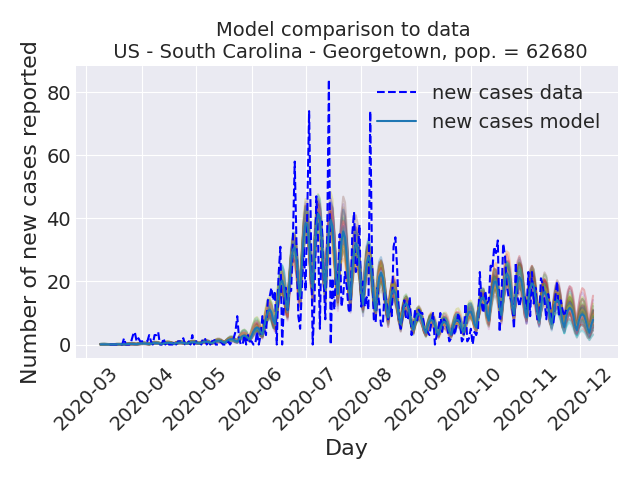 Model comparison to data
US - South Carolina - Georgetown, pop. = 62680
Number of new cases reported
80
60
40
20
0
new cases data
new cases model
2020-03
2020-04
2020-05
2020-06
2020-07
2020-08
2020-09
2020-10
2020-11
2020-12
Day